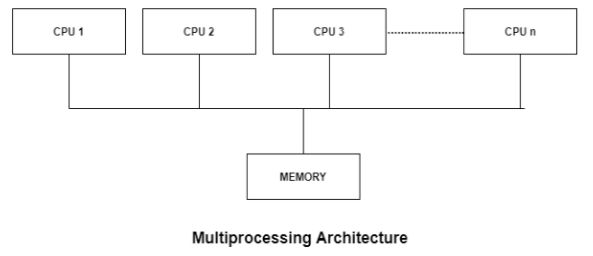 CPU 1
CPU 2
CPU 3
CPU n
MEMORY
Multiprocessing Architecture